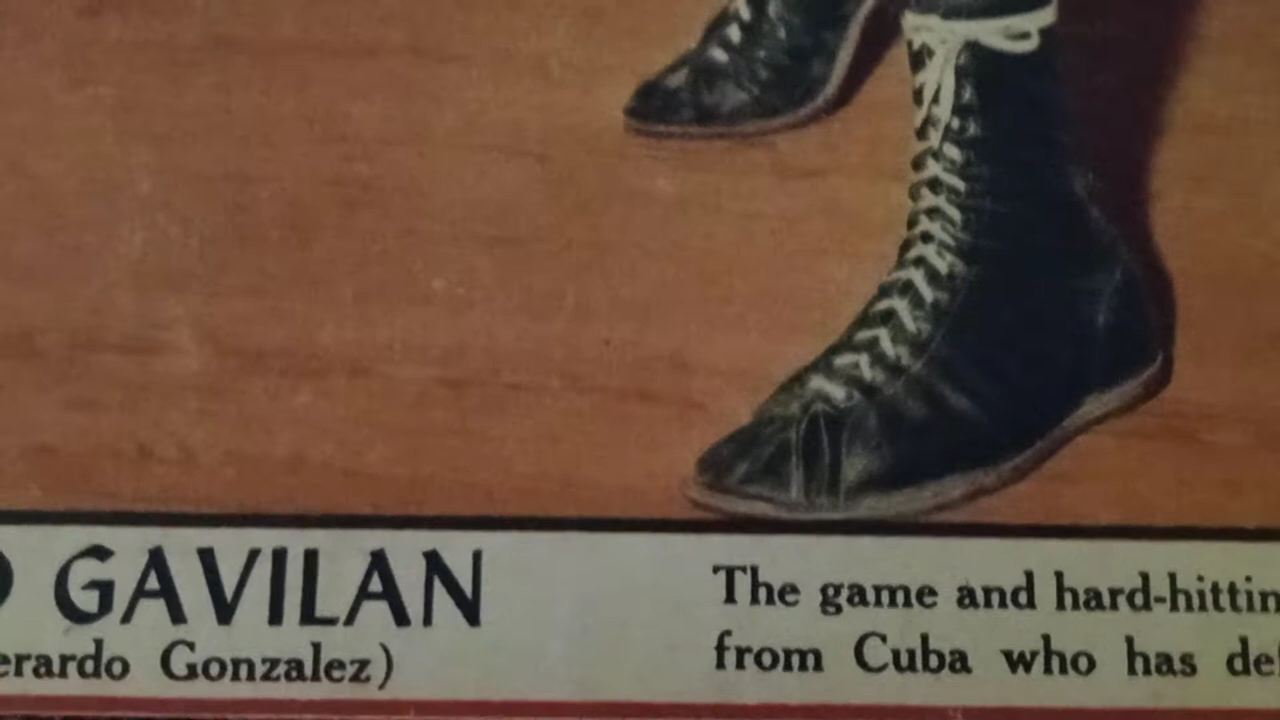 GAVILAN
erardo Gonzalez)
The game and hard-hittin
from Cuba who has de